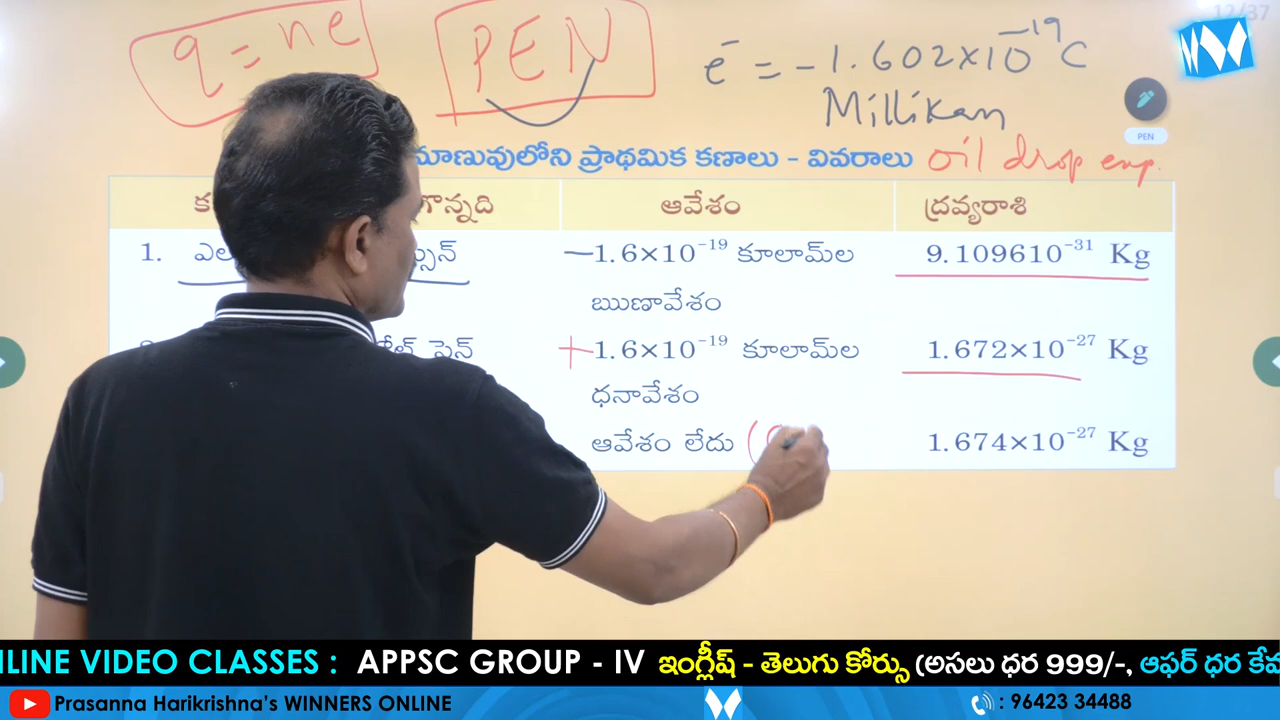 12/37
q = ne
PEN
e⁻ = -1.602×10⁻¹⁹ C
Millikan
PEN
మాణువులోని ప్రాథమిక కణాలు - వివరాలు oil drop exp.
గొన్నది ఆవేశం ద్రవ్యరాశి
1. –1.6×10⁻¹⁹ కూలామ్‌ల 9.109610⁻³¹ Kg
ఋణావేశం
+1.6×10⁻¹⁹ కూలామ్‌ల 1.672×10⁻²⁷ Kg
ధనావేశం
ఆవేశం లేదు (0 1.674×10⁻²⁷ Kg
NLINE VIDEO CLASSES : APPSC GROUP - IV ఇంగ్లీష్ - తెలుగు కోర్సు (అసలు ధర 999/-, ఆఫర్ ధర కేవ
Prasanna Harikrishna's WINNERS ONLINE : 96423 34488